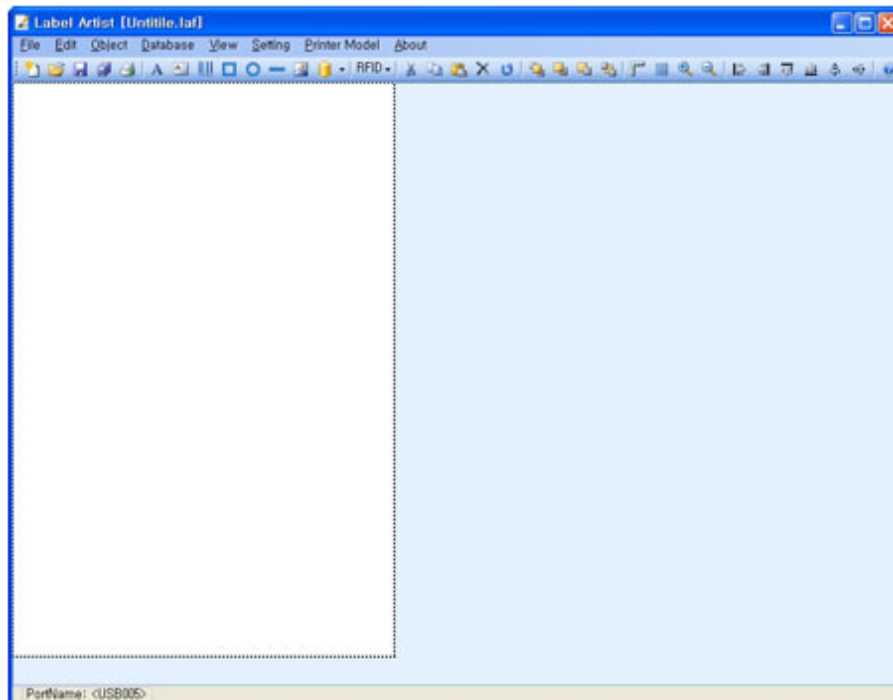 Label Artist [Untitile.laf]
File Edit Object Database View Setting Printer Model About
A RFID
PortName: <USB005>